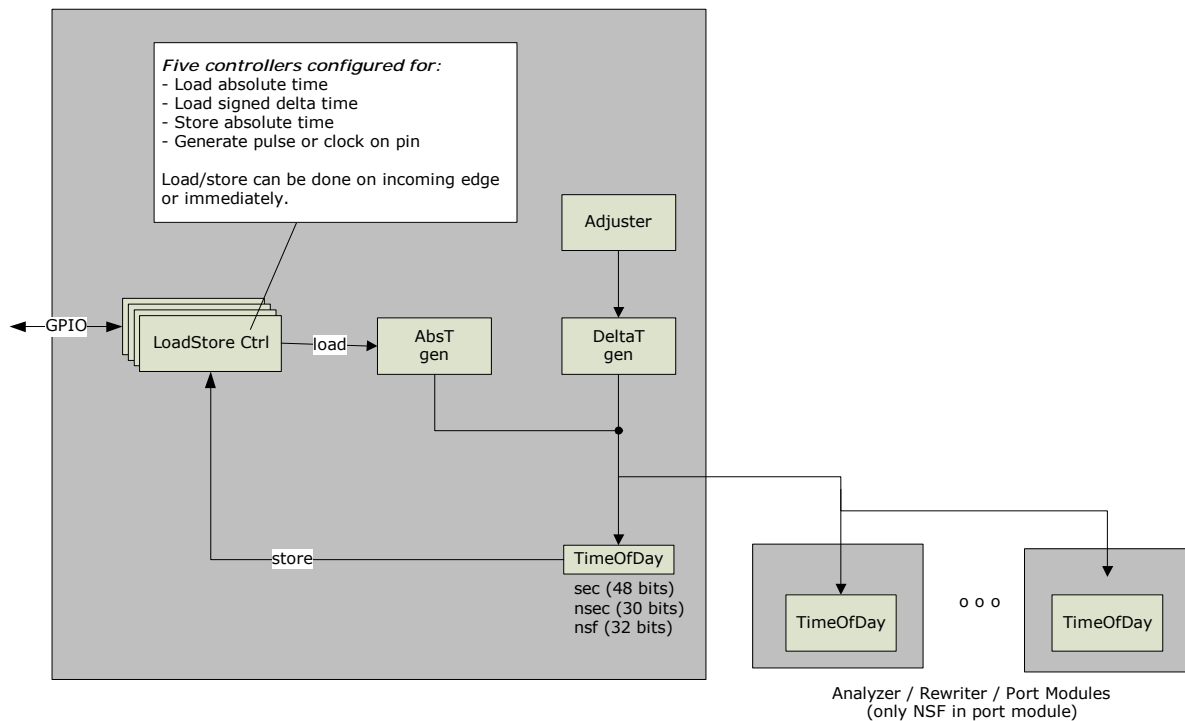 Five controllers configured for:
- Load absolute time
- Load signed delta time
- Store absolute time
- Generate pulse or clock on pin
Load/store can be done on incoming edge
or immediately.
Adjuster
GPIO
LoadStore Ctrl
load
AbsT
gen
DeltaT
gen
store
TimeOfDay
sec (48 bits)
nsec (30 bits)
nsf (32 bits)
TimeOfDay
o o o
TimeOfDay
Analyzer / Rewriter / Port Modules
(only NSF in port module)